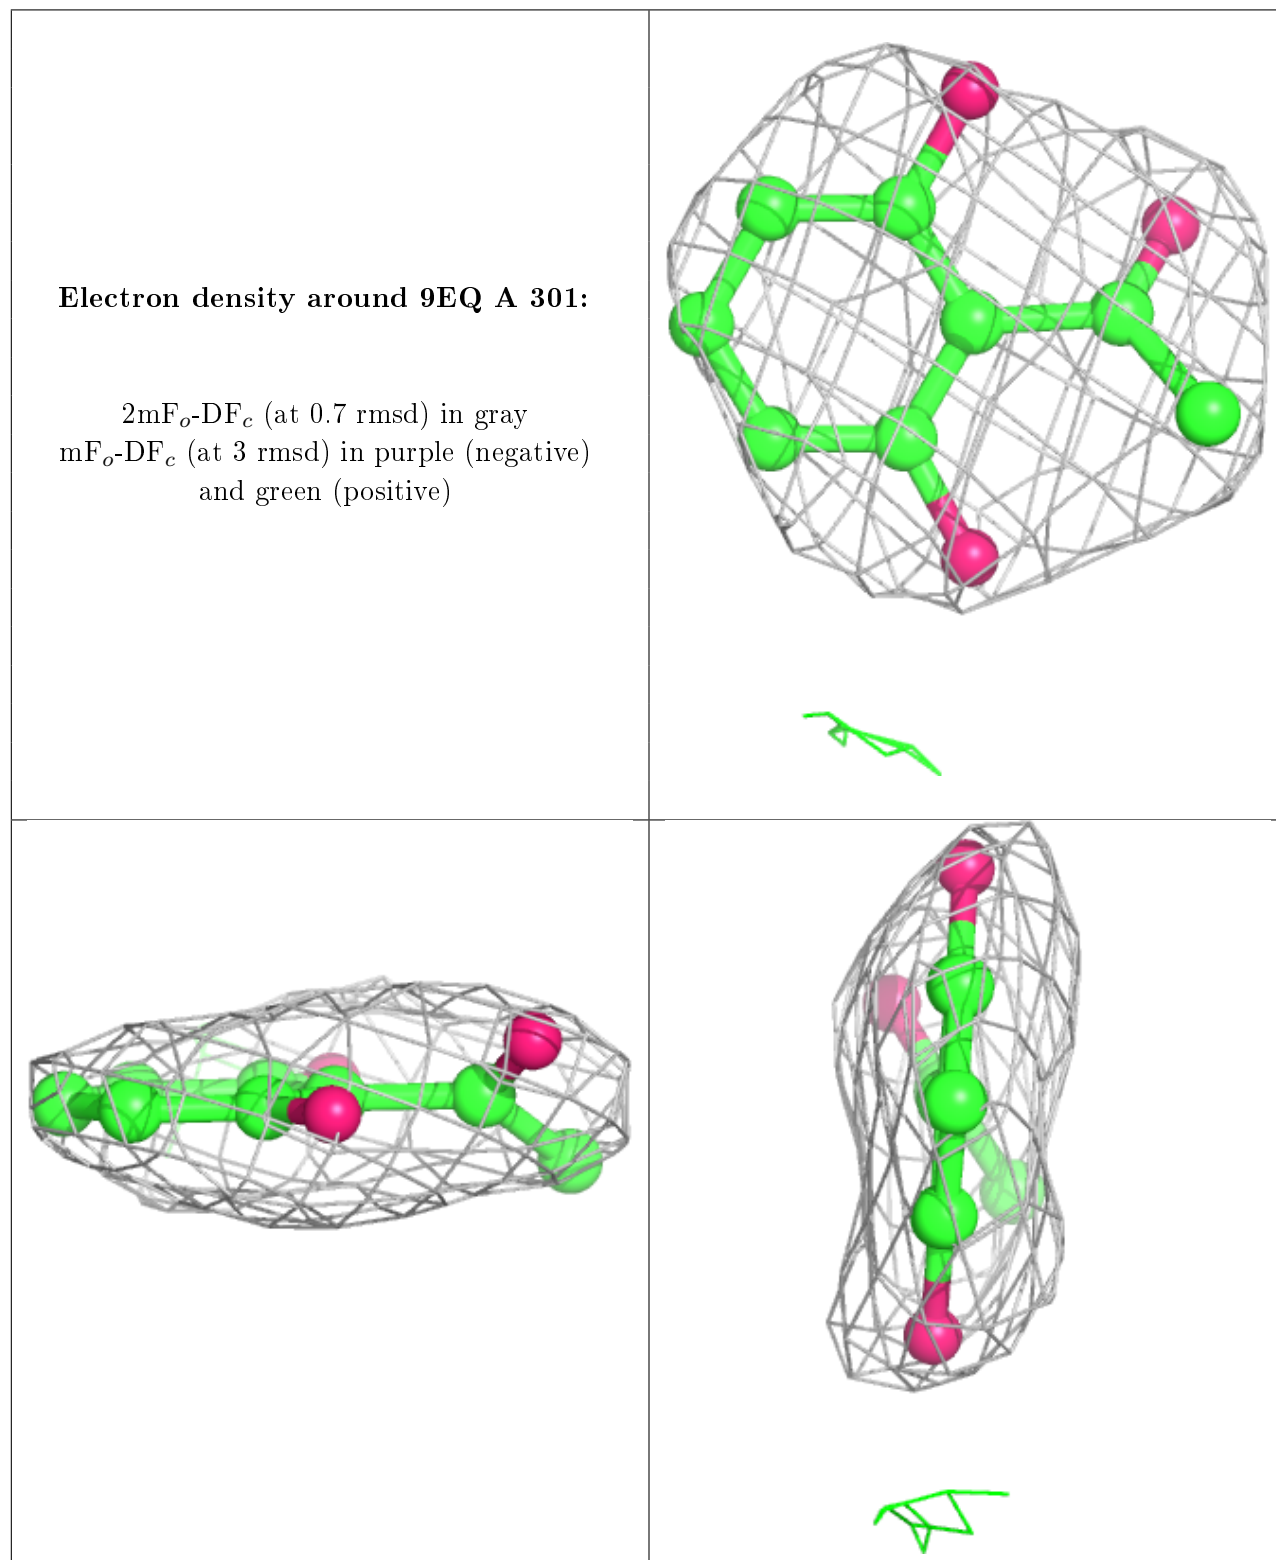 Electron density around 9EQ A 301:
2mFo-DFc (at 0.7 rmsd) in gray
mFo-DFc (at 3 rmsd) in purple (negative)
and green (positive)